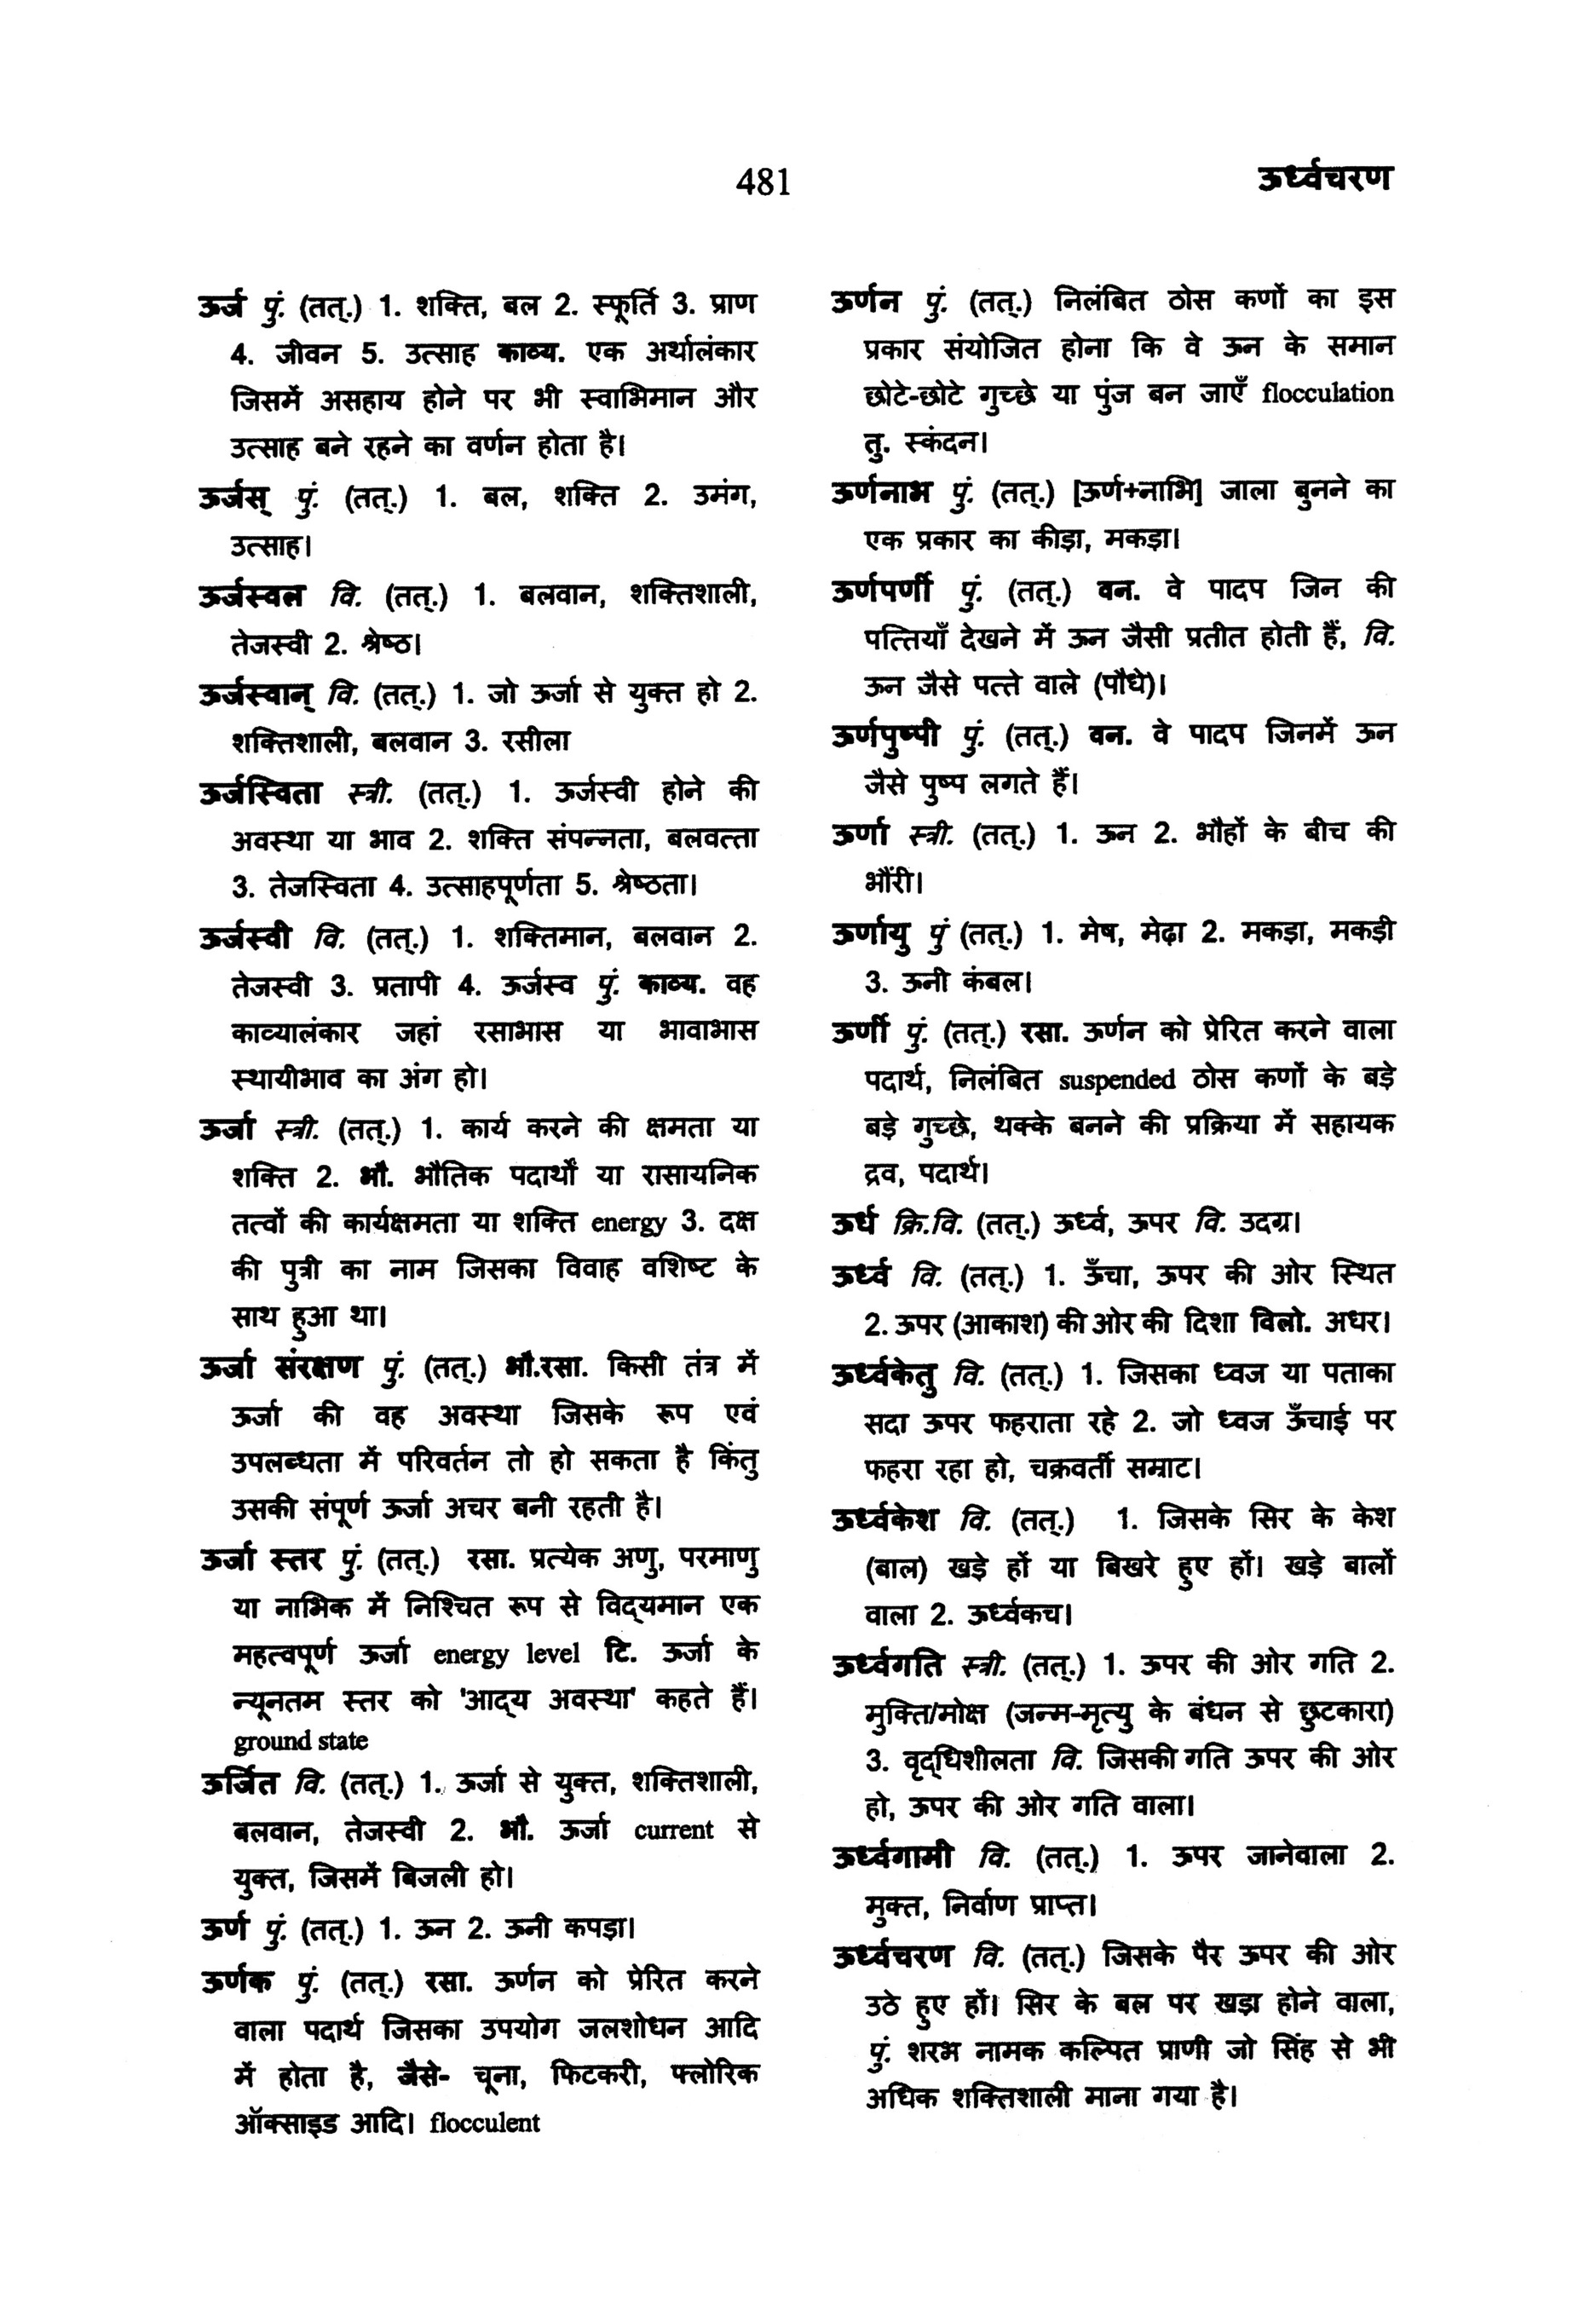 481
ऊर्ध्वचरण
ऊर्ज पुं. (तत्.) 1. शक्ति, बल 2. स्फूर्ति 3. प्राण
4. जीवन 5. उत्साह काव्य. एक अर्थालंकार
जिसमें असहाय होने पर भी स्वाभिमान और
उत्साह बने रहने का वर्णन होता है।
ऊर्जस् पुं. (तत्.) 1. बल, शक्ति 2. उमंग,
उत्साह।
ऊर्जस्वल वि. (तत्.) 1. बलवान, शक्तिशाली,
तेजस्वी 2. श्रेष्ठ।
ऊर्जस्वान् वि. (तत्.) 1. जो ऊर्जा से युक्त हो 2.
शक्तिशाली, बलवान 3. रसीला
ऊर्जस्विता स्त्री. (तत्.) 1. ऊर्जस्वी होने की
अवस्था या भाव 2. शक्ति संपन्नता, बलवत्ता
3. तेजस्विता 4. उत्साहपूर्णता 5. श्रेष्ठता।
ऊर्जस्वी वि. (तत्.) 1. शक्तिमान, बलवान 2.
तेजस्वी 3. प्रतापी 4. ऊर्जस्व पुं. काव्य. वह
काव्यालंकार जहां रसाभास या भावाभास
स्थायीभाव का अंग हो।
ऊर्जा स्त्री. (तत्.) 1. कार्य करने की क्षमता या
शक्ति 2. भौ. भौतिक पदार्थों या रासायनिक
तत्वों की कार्यक्षमता या शक्ति energy 3. दक्ष
की पुत्री का नाम जिसका विवाह वशिष्ट के
साथ हुआ था।
ऊर्जा संरक्षण पुं. (तत्.) भौ.रसा. किसी तंत्र में
ऊर्जा की वह अवस्था जिसके रूप एवं
उपलब्धता में परिवर्तन तो हो सकता है किंतु
उसकी संपूर्ण ऊर्जा अचर बनी रहती है।
ऊर्जा स्तर पुं. (तत्.) रसा. प्रत्येक अणु, परमाणु
या नाभिक में निश्चित रूप से विद्‍यमान एक
महत्वपूर्ण ऊर्जा energy level टि. ऊर्जा के
न्यूनतम स्तर को 'आद्‍य अवस्था' कहते हैं।
ground state
ऊर्जित वि. (तत्.) 1. ऊर्जा से युक्त, शक्तिशाली,
बलवान, तेजस्वी 2. भौ. ऊर्जा current से
युक्त, जिसमें बिजली हो।
ऊर्ण पुं. (तत्.) 1. ऊन 2. ऊनी कपड़ा।
ऊर्णक पुं. (तत्.) रसा. ऊर्णन को प्रेरित करने
वाला पदार्थ जिसका उपयोग जलशोधन आदि
में होता है, जैसे- चूना, फिटकरी, फ्लोरिक
ऑक्साइड आदि। flocculent
ऊर्णन पुं. (तत्.) निलंबित ठोस कणों का इस
प्रकार संयोजित होना कि वे ऊन के समान
छोटे-छोटे गुच्छे या पुंज बन जाएँ flocculation
तु. स्कंदन।
ऊर्णनाभ पुं. (तत्.) [ऊर्ण+नाभि] जाला बुनने का
एक प्रकार का कीड़ा, मकड़ा।
ऊर्णपर्णी पुं. (तत्.) वन. वे पादप जिन की
पत्तियाँ देखने में ऊन जैसी प्रतीत होती हैं, वि.
ऊन जैसे पत्ते वाले (पौधे)।
ऊर्णपुष्पी पुं. (तत्.) वन. वे पादप जिनमें ऊन
जैसे पुष्प लगते हैं।
ऊर्णा स्त्री. (तत्.) 1. ऊन 2. भौहों के बीच की
भौंरी।
ऊर्णायु पुं (तत्.) 1. मेष, मेढ़ा 2. मकड़ा, मकड़ी
3. ऊनी कंबल।
ऊर्णी पुं. (तत्.) रसा. ऊर्णन को प्रेरित करने वाला
पदार्थ, निलंबित suspended ठोस कणों के बड़े
बड़े गुच्छे, थक्के बनने की प्रक्रिया में सहायक
द्रव, पदार्थ।
ऊर्ध क्रि.वि. (तत्.) ऊर्ध्व, ऊपर वि. उदग्र।
ऊर्ध्व वि. (तत्.) 1. ऊँचा, ऊपर की ओर स्थित
2. ऊपर (आकाश) की ओर की दिशा विलो. अधर।
ऊर्ध्वकेतु वि. (तत्.) 1. जिसका ध्वज या पताका
सदा ऊपर फहराता रहे 2. जो ध्वज ऊँचाई पर
फहरा रहा हो, चक्रवर्ती सम्राट।
ऊर्ध्वकेश वि. (तत्.) 1. जिसके सिर के केश
(बाल) खड़े हों या बिखरे हुए हों। खड़े बालों
वाला 2. ऊर्ध्वकच।
ऊर्ध्वगति स्त्री. (तत्.) 1. ऊपर की ओर गति 2.
मुक्ति/मोक्ष (जन्म-मृत्यु के बंधन से छुटकारा)
3. वृद्‍धिशीलता वि. जिसकी गति ऊपर की ओर
हो, ऊपर की ओर गति वाला।
ऊर्ध्वगामी वि. (तत्.) 1. ऊपर जानेवाला 2.
मुक्त, निर्वाण प्राप्त।
ऊर्ध्वचरण वि. (तत्.) जिसके पैर ऊपर की ओर
उठे हुए हों। सिर के बल पर खड़ा होने वाला,
पुं. शरभ नामक कल्पित प्राणी जो सिंह से भी
अधिक शक्तिशाली माना गया है।